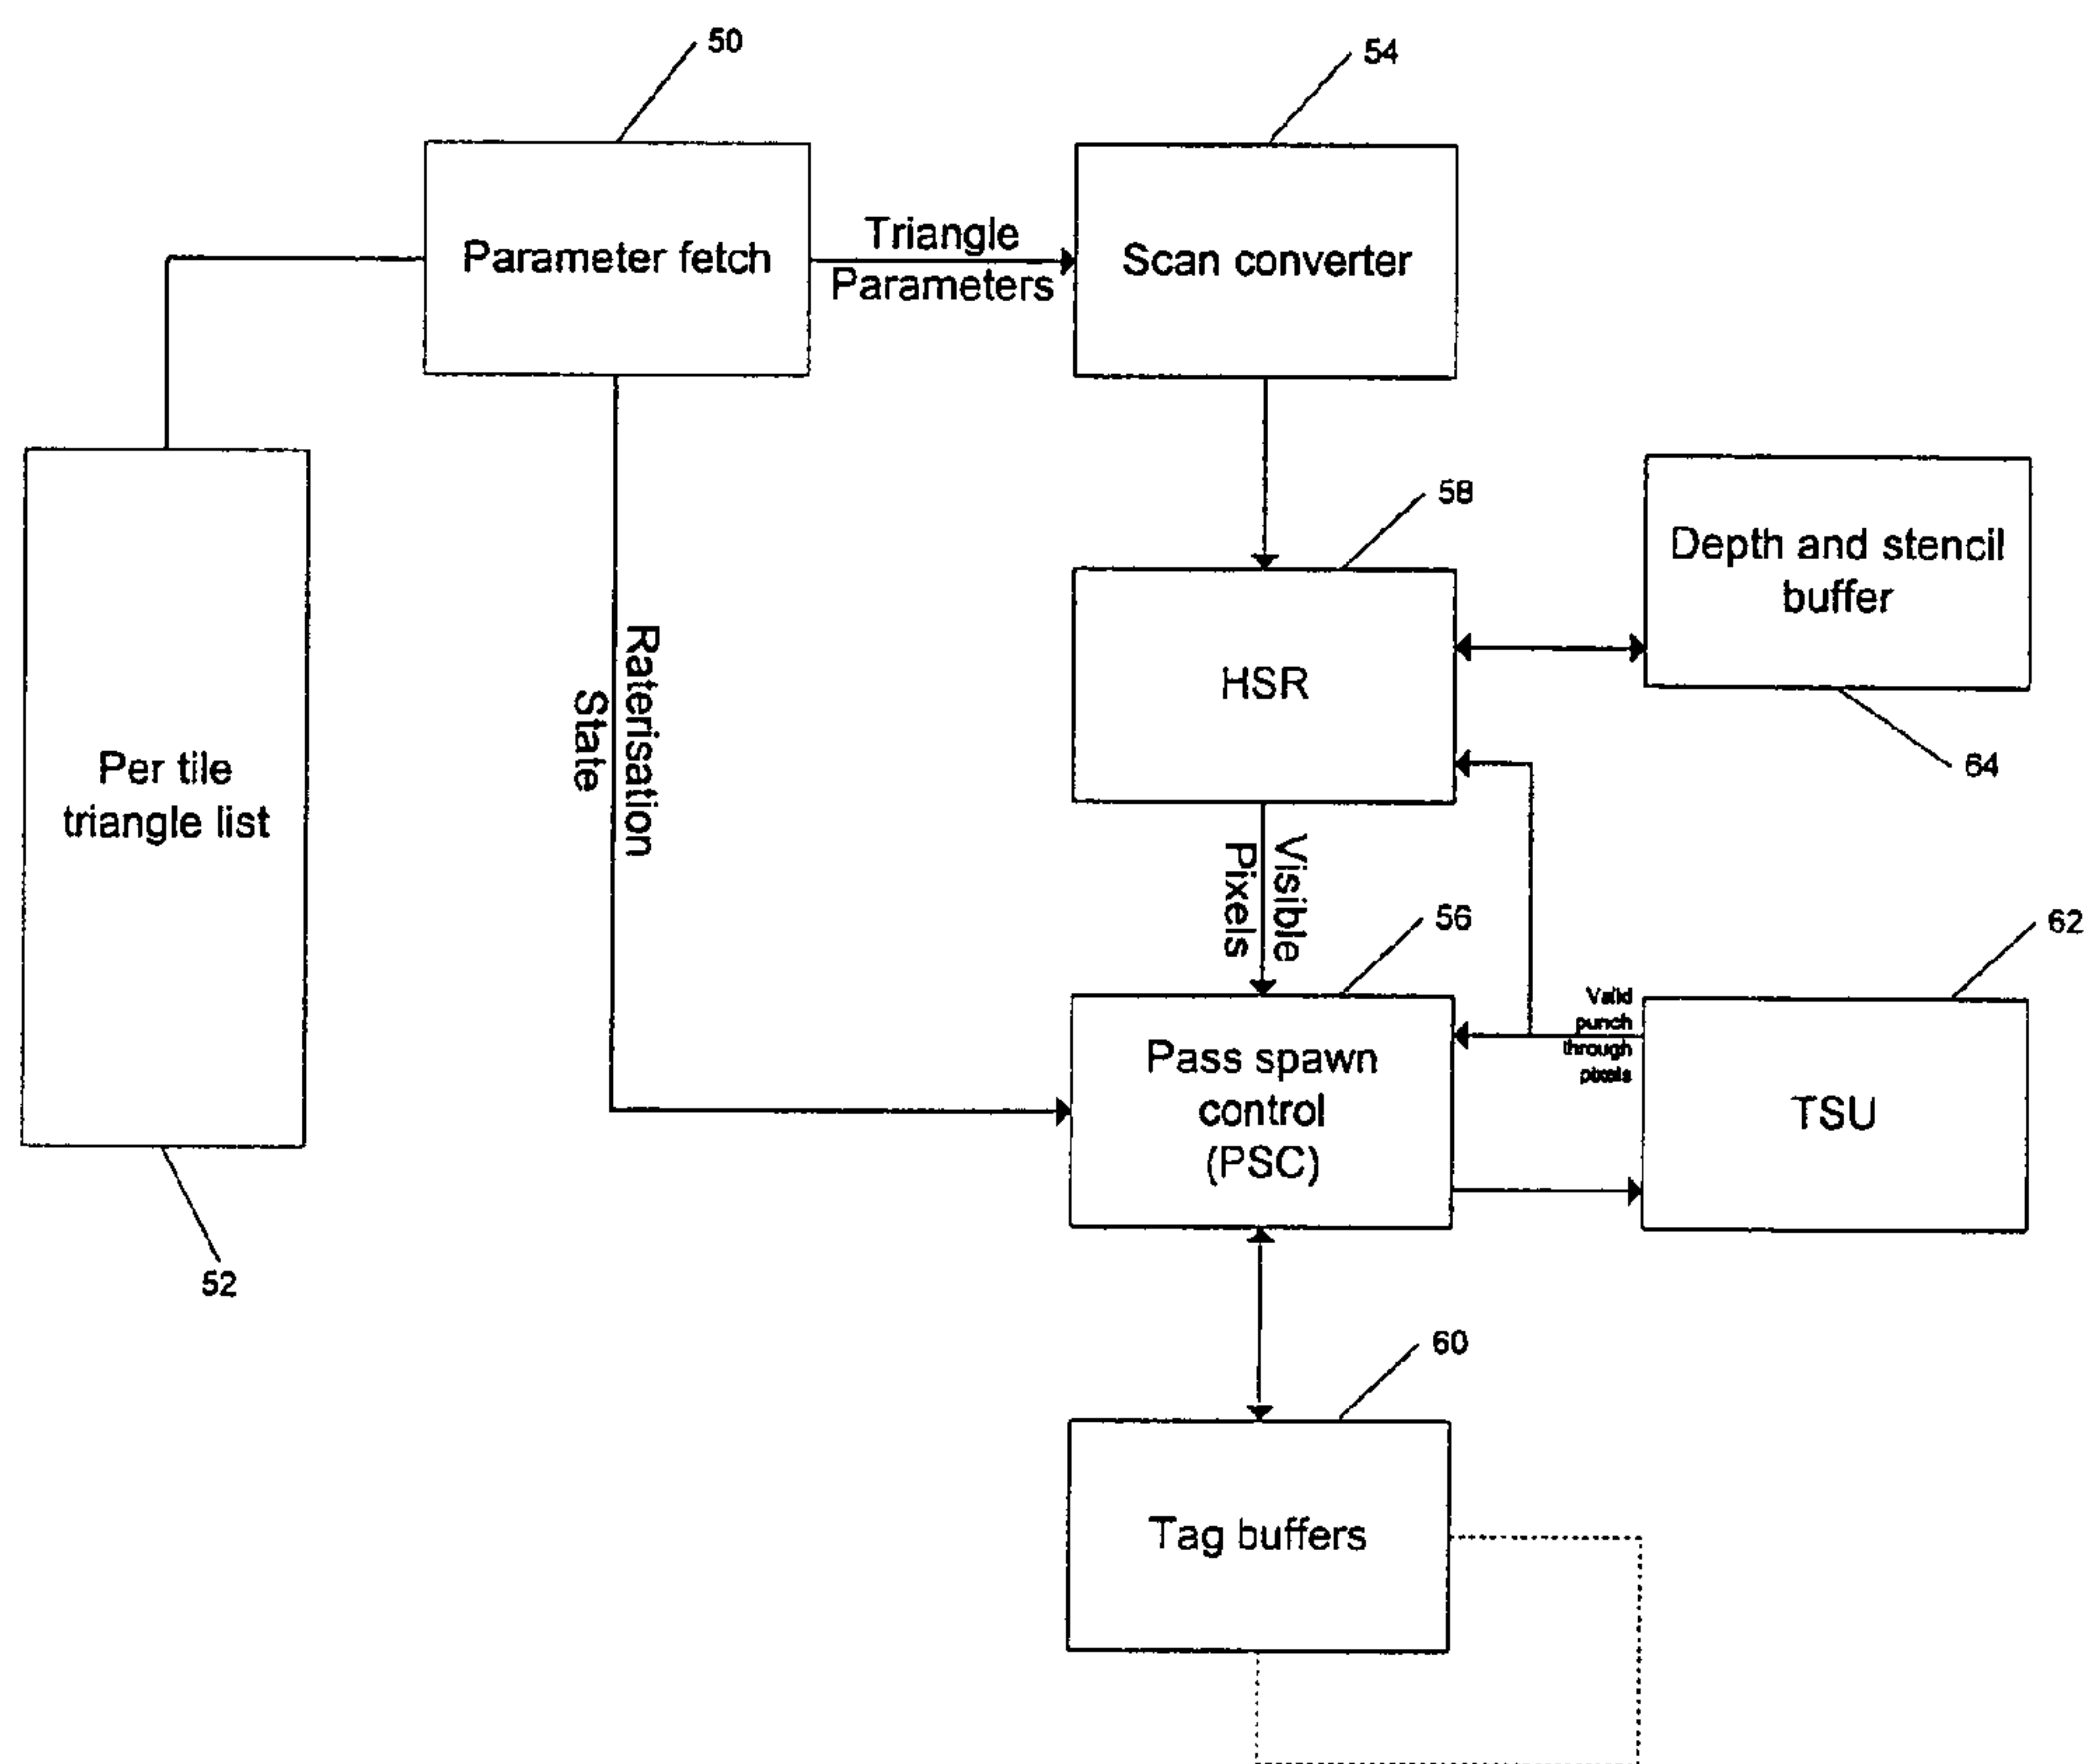 50
54
Parameter fetch
Triangle
Parameters
Scan converter
58
Depth and stencil
buffer
64
HSR
Per tile
triangle list
52
Raterisation
State
Visible
Pixels
56
62
Pass spawn
control
(PSC)
Valid
punch
through
pixels
TSU
60
Tag buffers